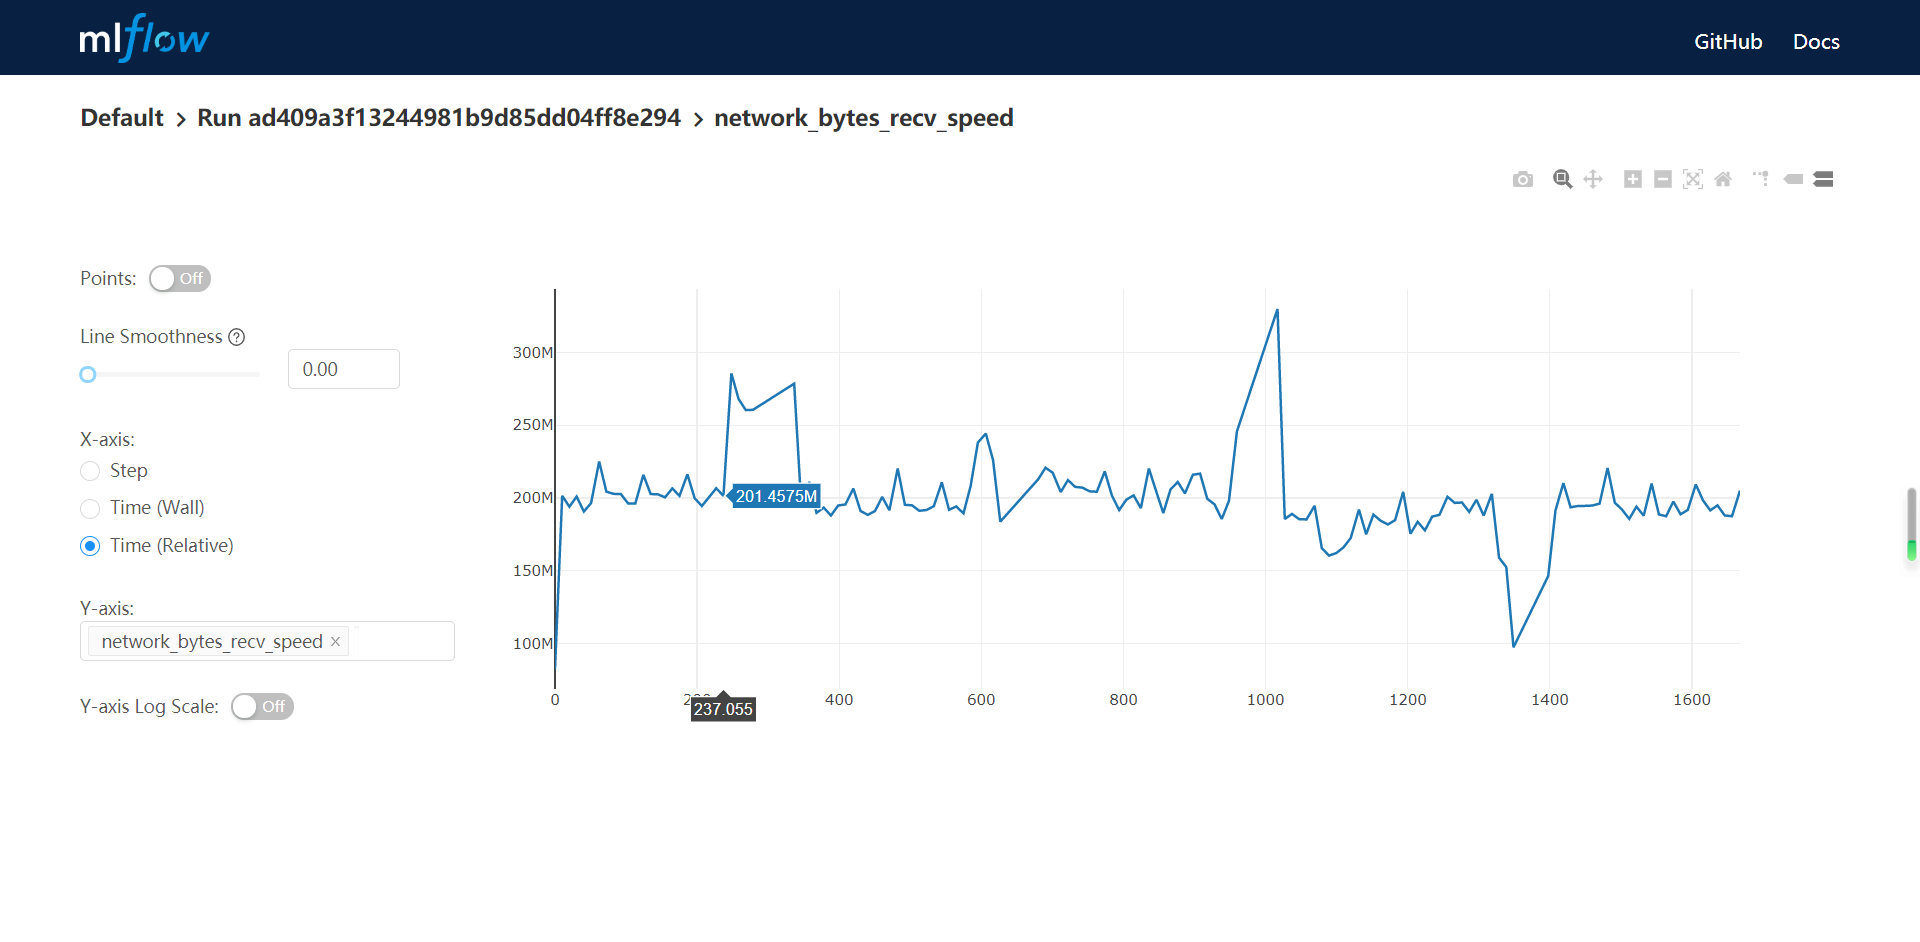 mlflow
GitHub Docs
Default > Run ad409a3f13244981b9d85dd04ff8e294 > network_bytes_recv_speed
Points: Off
Line Smoothness ?
0.00
X-axis:
Step
Time (Wall)
Time (Relative)
Y-axis:
network_bytes_recv_speed ×
Y-axis Log Scale: Off
300M
250M
200M
150M
100M
201.4575M
0 400 600 800 1000 1200 1400 1600
237.055